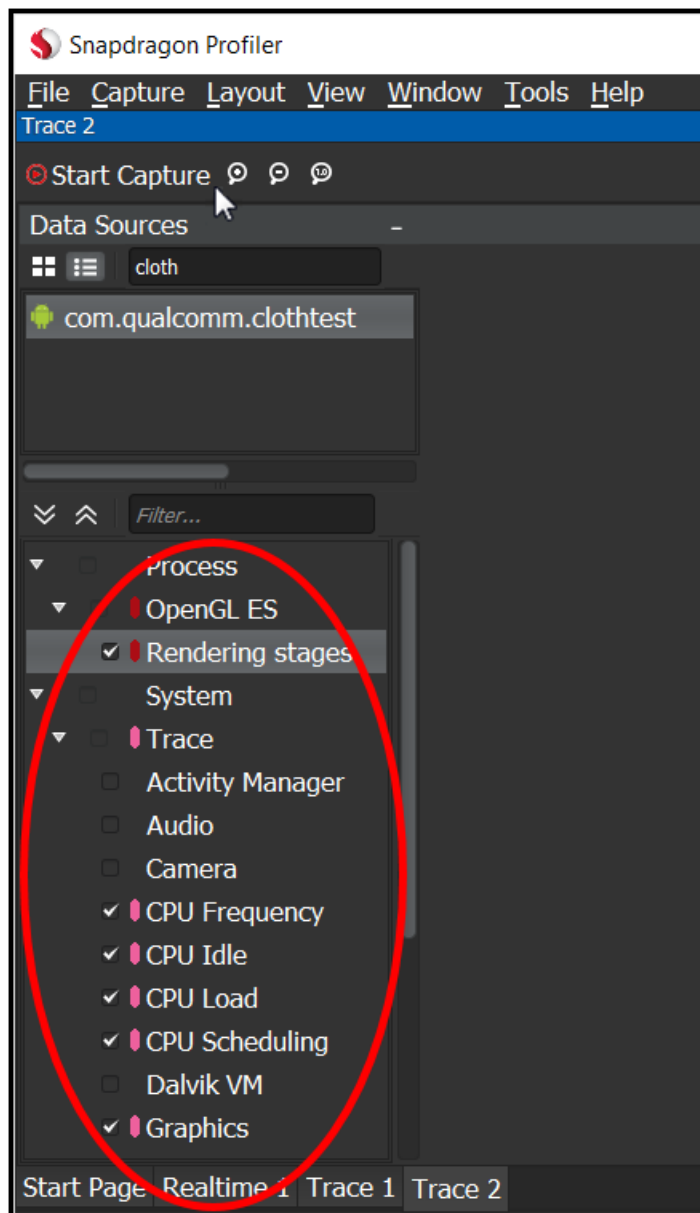 Snapdragon Profiler
File Capture Layout View Window Tools Help
Trace 2
Start Capture 1.0
Data Sources -
cloth
com.qualcomm.clothtest
Filter...
Process
OpenGL ES
Rendering stages
System
Trace
Activity Manager
Audio
Camera
CPU Frequency
CPU Idle
CPU Load
CPU Scheduling
Dalvik VM
Graphics
Start Page Realtime 1 Trace 1 Trace 2